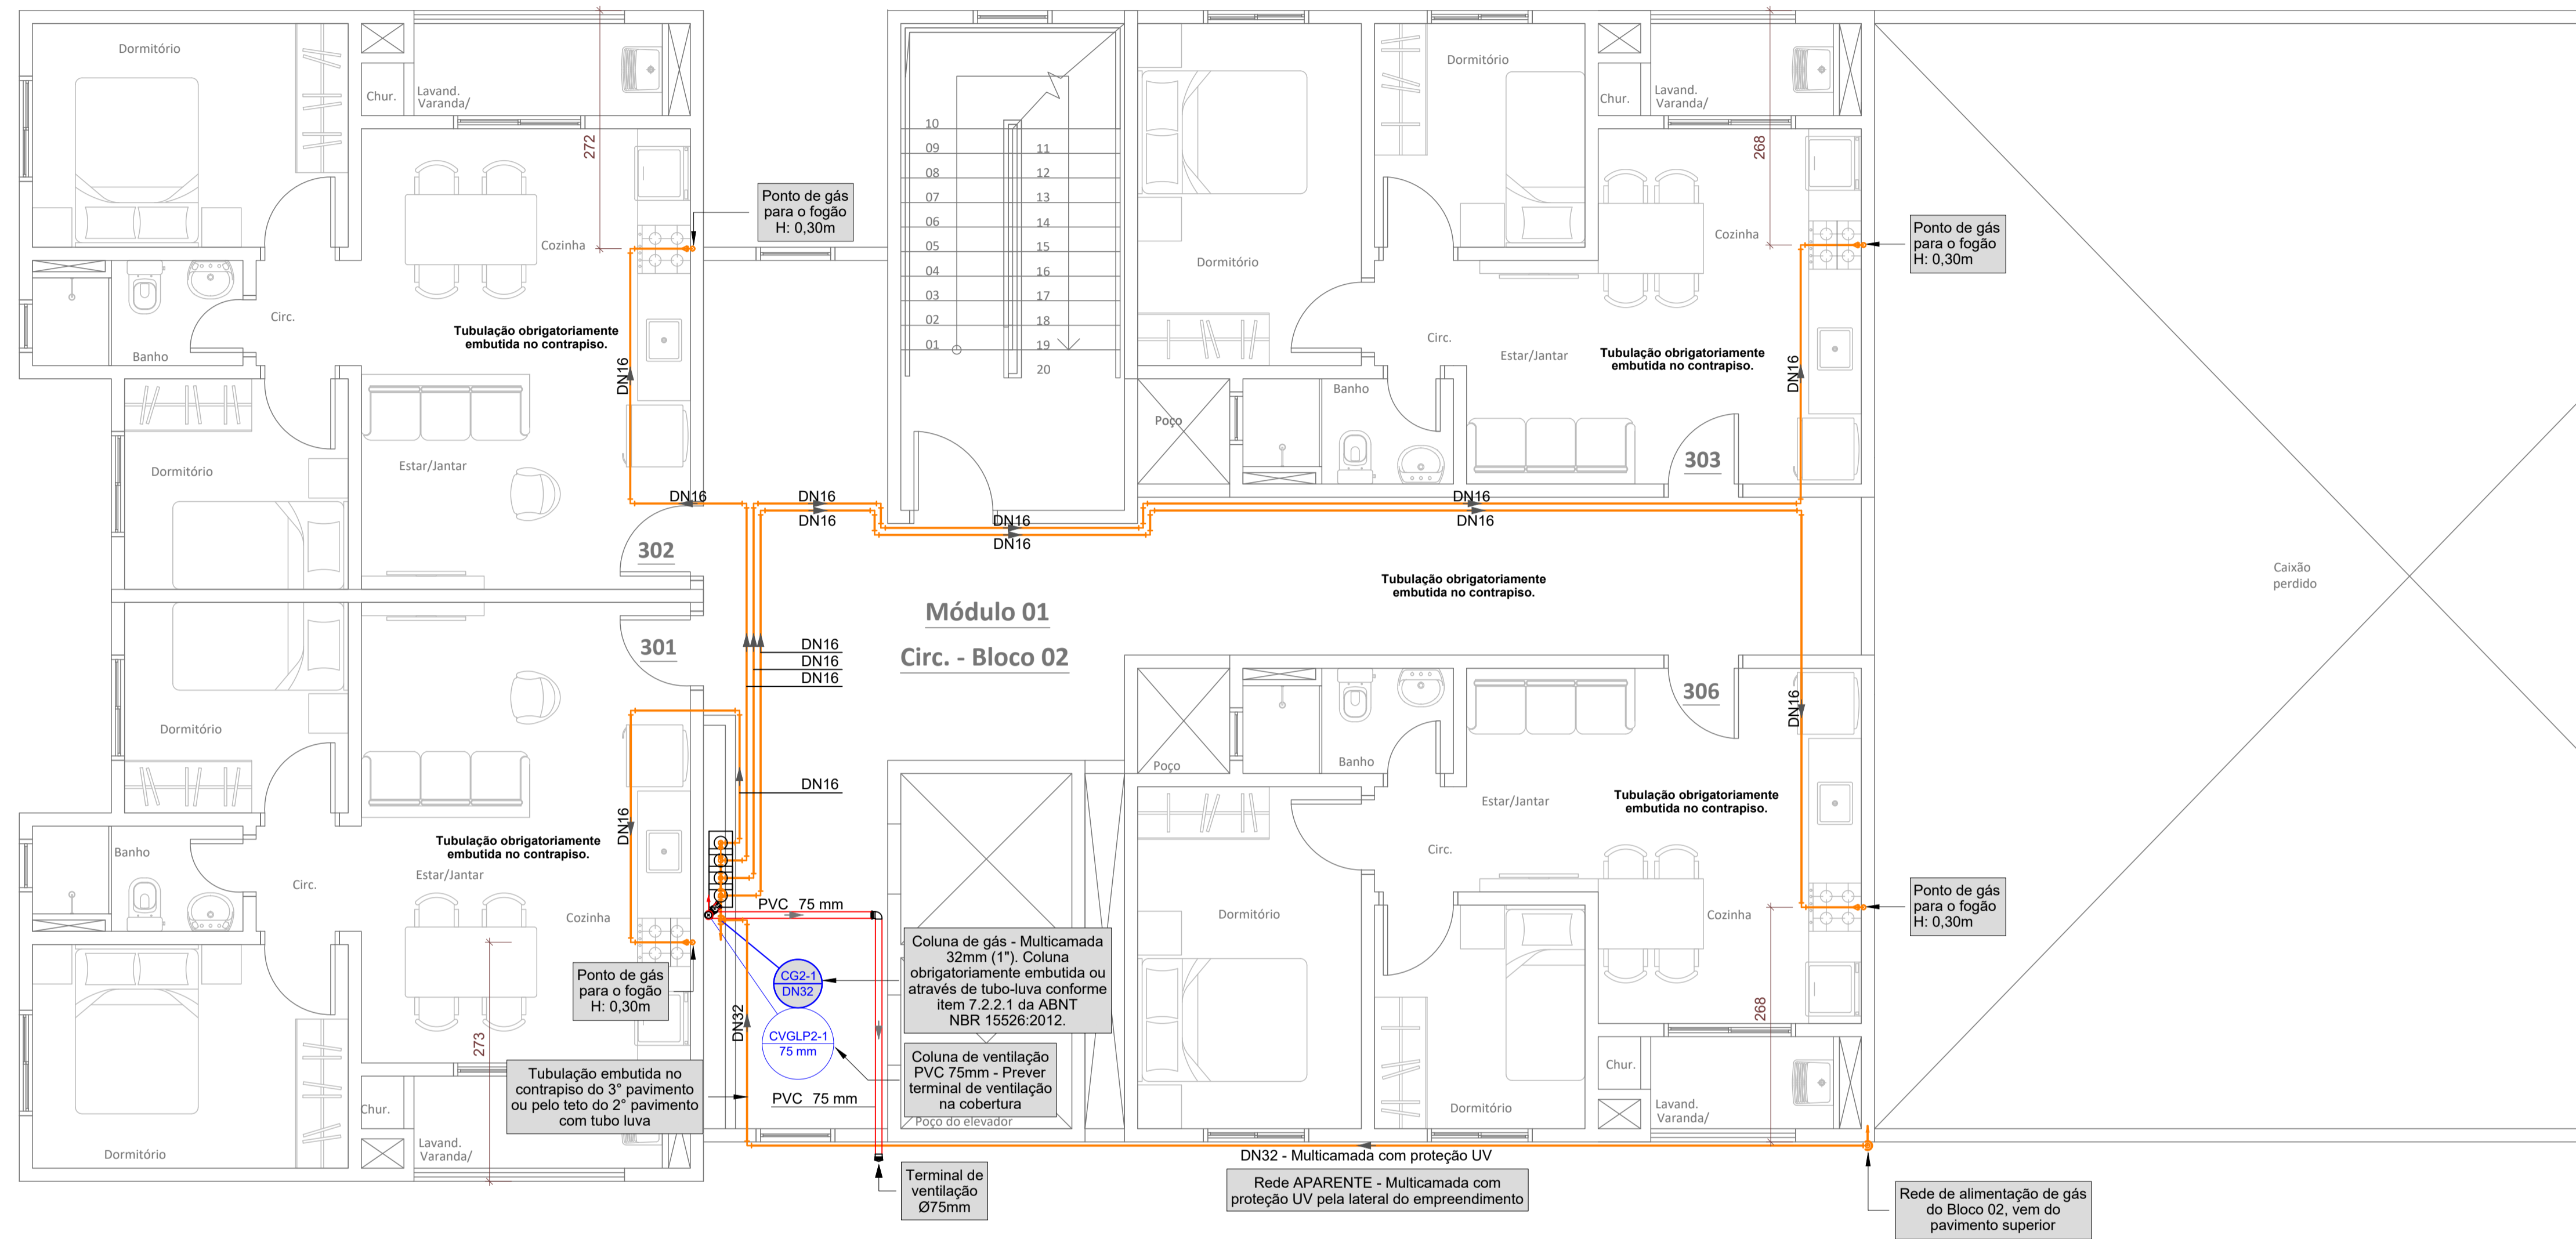 Dormitório
Chur.
Lavand.
Varanda/
272
Cozinha
Ponto de gás
para o fogão
H: 0,30m
Circ.
Banho
Tubulação obrigatoriamente
embutida no contrapiso.
DN16
Dormitório
Estar/Jantar
DN16
302
10
09
08
07
06
05
04
03
02
01
11
12
13
14
15
16
17
18
19
20
DN16
DN16
DN16
DN16
Dormitório
Dormitório
Chur.
Lavand.
Varanda/
268
Cozinha
Ponto de gás
para o fogão
H: 0,30m
Circ.
Estar/Jantar
Tubulação obrigatoriamente
embutida no contrapiso.
DN16
Banho
Poço
303
DN16
DN16
Tubulação obrigatoriamente
embutida no contrapiso.
Caixão
perdido
Módulo 01
Circ. - Bloco 02
301
DN16
DN16
DN16
DN16
Dormitório
DN16
Tubulação obrigatoriamente
embutida no contrapiso.
Banho
Estar/Jantar
Circ.
Cozinha
Ponto de gás
para o fogão
H: 0,30m
273
Tubulação embutida no
contrapiso do 3° pavimento
ou pelo teto do 2° pavimento
com tubo luva
Chur.
Lavand.
Varanda/
Dormitório
PVC 75 mm
CG2-1
DN32
CVGLP2-1
75 mm
DN32
PVC 75 mm
Coluna de gás - Multicamada
32mm (1"). Coluna
obrigatoriamente embutida ou
através de tubo-luva conforme
item 7.2.2.1 da ABNT
NBR 15526:2012.
Coluna de ventilação
PVC 75mm - Prever
terminal de ventilação
na cobertura
Poço do elevador
Terminal de
ventilação
Ø75mm
306
DN16
Poço
Banho
Estar/Jantar
Tubulação obrigatoriamente
embutida no contrapiso.
Circ.
Dormitório
Cozinha
Ponto de gás
para o fogão
H: 0,30m
268
Chur.
Dormitório
Lavand.
Varanda/
DN32 - Multicamada com proteção UV
Rede APARENTE - Multicamada com
proteção UV pela lateral do empreendimento
Rede de alimentação de gás
do Bloco 02, vem do
pavimento superior